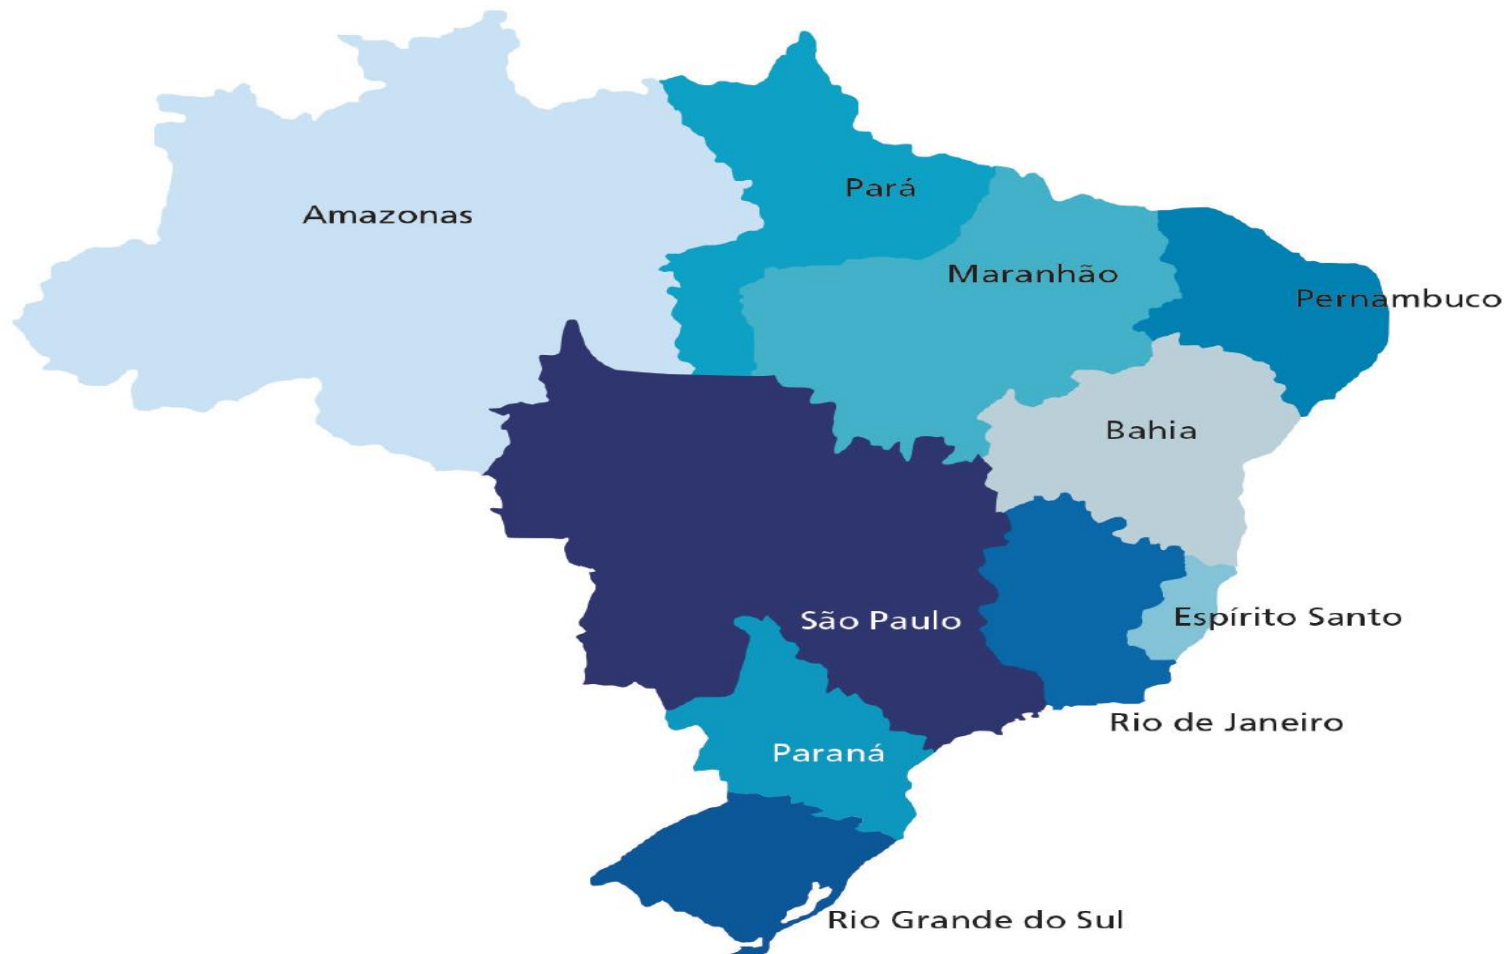 Pará
Amazonas
Maranhão
Pernambuco
Bahia
São Paulo
Espírito Santo
Rio de Janeiro
Paraná
Rio Grande do Sul